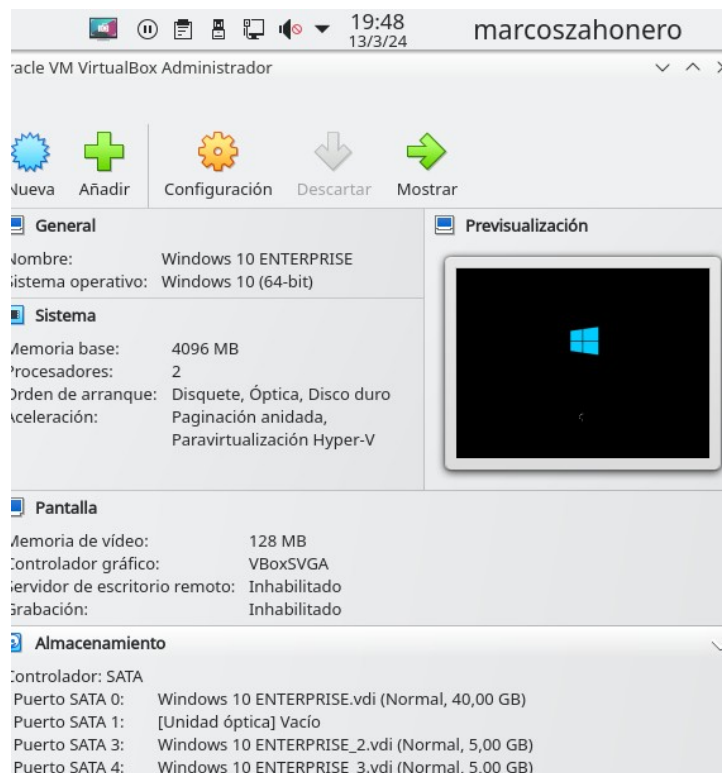 19:48
13/3/24
marcoszahonero
racle VM VirtualBox Administrador
Nueva Añadir Configuración Descartar Mostrar
General
Previsualización
Nombre: Windows 10 ENTERPRISE
Sistema operativo: Windows 10 (64-bit)
Sistema
Memoria base: 4096 MB
Procesadores: 2
Orden de arranque: Disquete, Óptica, Disco duro
Aceleración: Paginación anidada,
Paravirtualización Hyper-V
Pantalla
Memoria de vídeo: 128 MB
Controlador gráfico: VBoxSVGA
Servidor de escritorio remoto: Inhabilitado
Grabación: Inhabilitado
Almacenamiento
Controlador: SATA
Puerto SATA 0: Windows 10 ENTERPRISE.vdi (Normal, 40,00 GB)
Puerto SATA 1: [Unidad óptica] Vacío
Puerto SATA 3: Windows 10 ENTERPRISE_2.vdi (Normal, 5,00 GB)
Puerto SATA 4: Windows 10 ENTERPRISE_3.vdi (Normal, 5,00 GB)